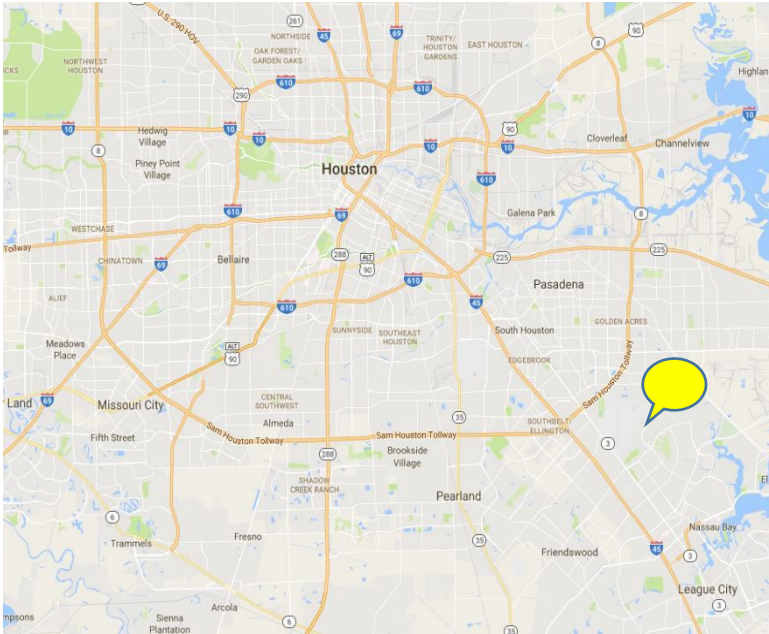 U.S. 290 HOV
261
NORTHSIDE
45
69
TRINITY/
HOUSTON
GARDENS
EAST HOUSTON
90
8
OAK FOREST/
GARDEN OAKS
NORTHWEST
HOUSTON
610
610
290
Highlan
10
10
Hedwig
Village
10
10
90
10
10
Cloverleaf
Channelview
8
Piney Point
Village
Houston
610
610
69
Galena Park
8
WESTCHASE
Tollway
CHINATOWN
69
Bellaire
288
ALT
90
225
225
610
Pasadena
ALIEF
610
45
SUNNYSIDE
SOUTHEAST
HOUSTON
South Houston
GOLDEN ACRES
Meadows
Place
ALT
90
EDGEBROOK
Sam Houston Tollway
69
Land
Missouri City
CENTRAL
SOUTHWEST
Almeda
35
SOUTHBELT/
ELLINGTON
Fifth Street
Sam Houston Tollway
Sam Houston Tollway
3
288
Brookside
Village
SHADOW
CREEK RANCH
El
Pearland
6
Nassau Bay
Fresno
35
Trammels
Friendswood
45
3
League City
Arcola
3
mpsons
Sienna
Plantation
6
35